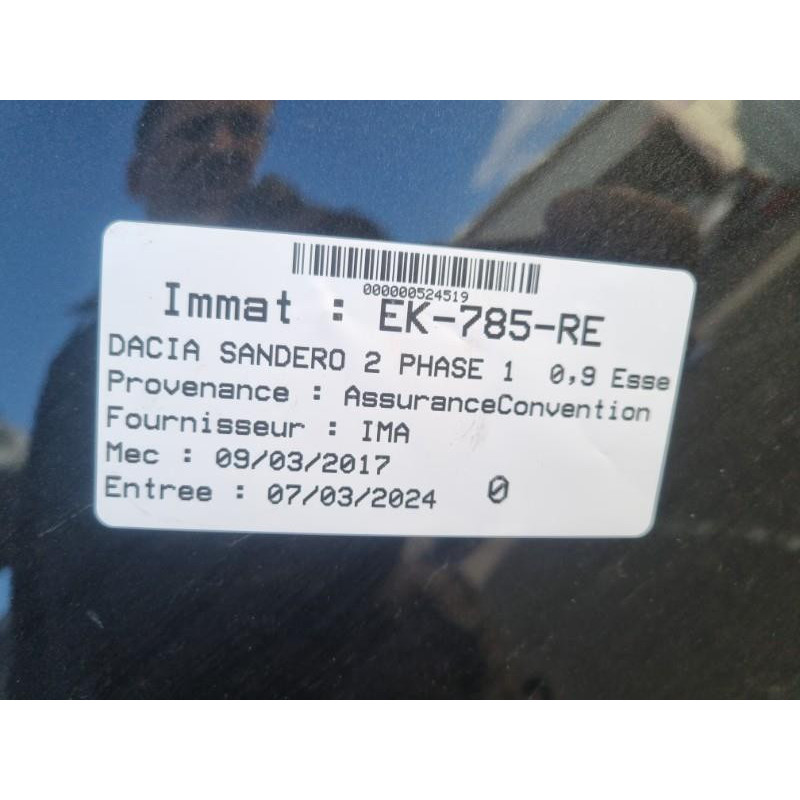 000000524519
Immat : EK-785-RE
DACIA SANDERO 2 PHASE 1 0,9 Esse
Provenance : AssuranceConvention
Fournisseur : IMA
Mec : 09/03/2017
Entree : 07/03/2024 0